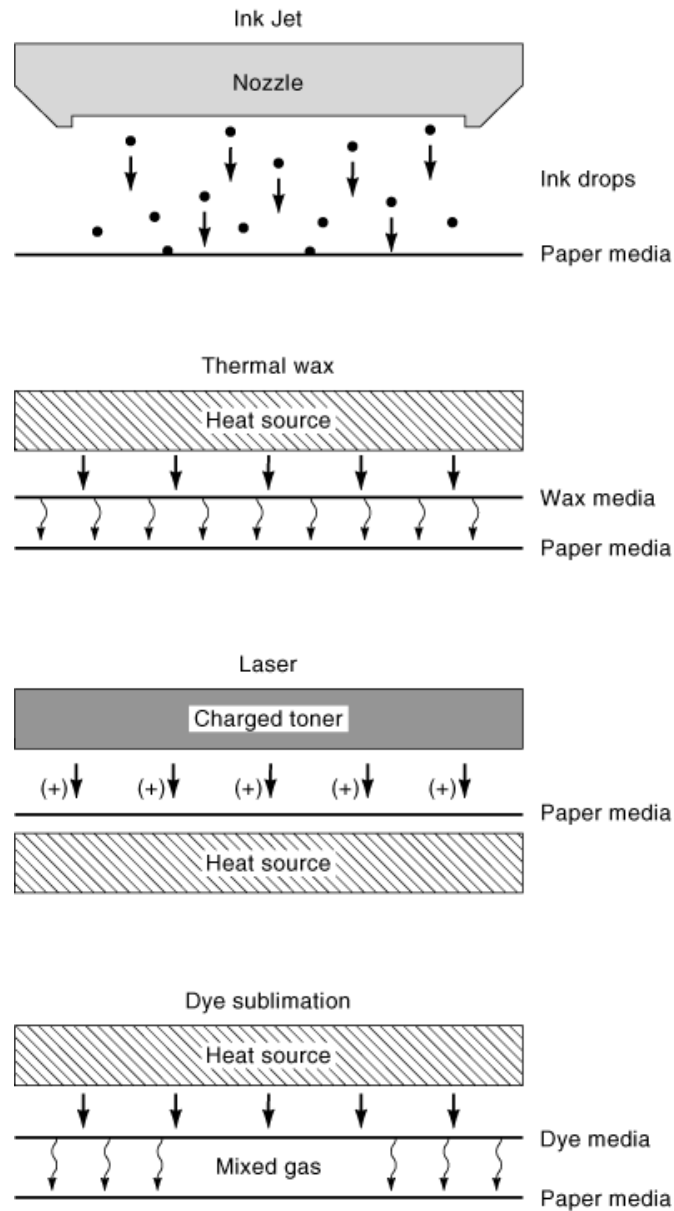 Ink Jet
Nozzle
Ink drops
Paper media
Thermal wax
Heat source
Wax media
Paper media
Laser
Charged toner
(+) (+) (+) (+) (+)
Paper media
Heat source
Dye sublimation
Heat source
Dye media
Mixed gas
Paper media